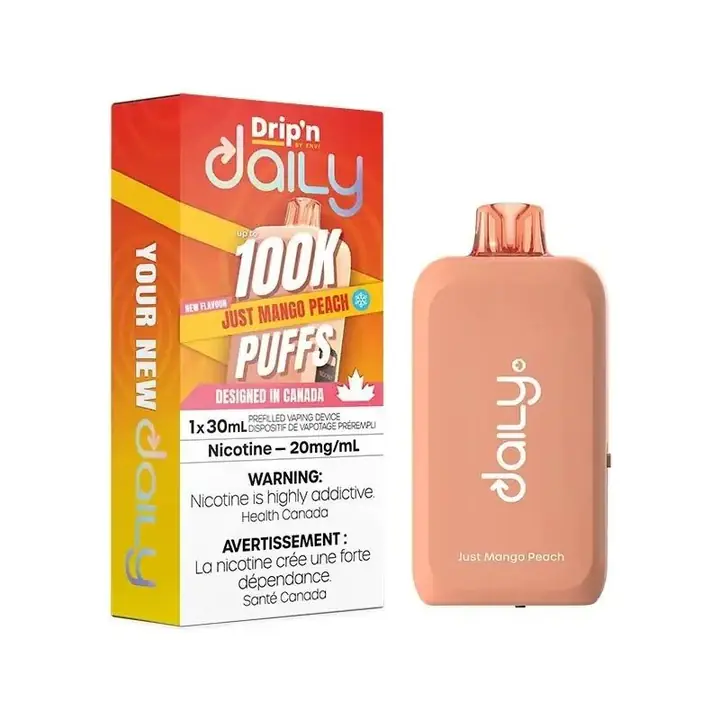 Drip'n
BY ENVI
daily
up to
100K
NEW FLAVOUR
JUST MANGO PEACH
PUFFS
DESIGNED IN CANADA
1x30mL
PREFILLED VAPING DEVICE
DISPOSITIF DE VAPOTAGE PRÉREMPLI
Nicotine – 20mg/mL
WARNING:
Nicotine is highly addictive.
Health Canada
AVERTISSEMENT :
La nicotine crée une forte
dépendance.
Santé Canada
YOUR NEW daily
daily
Just Mango Peach